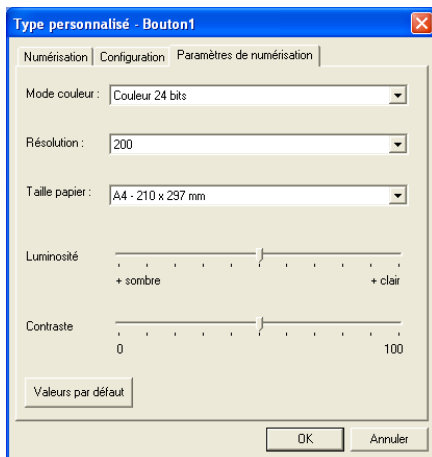 Type personnalisé - Bouton1
Numérisation Configuration Paramètres de numérisation
Mode couleur : Couleur 24 bits
Résolution : 200
Taille papier : A4 - 210 x 297 mm
Luminosité
+ sombre + clair
Contraste
0 100
Valeurs par défaut
OK Annuler